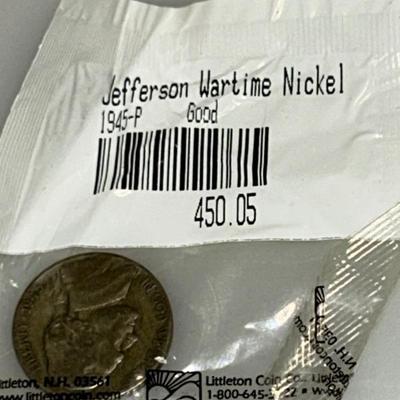 Jefferson Wartime Nickel
1945-P Good
450.05
Littleton, N.H. 03561
www.littletoncoin.com
Littleton Coin Co.
1-800-645-